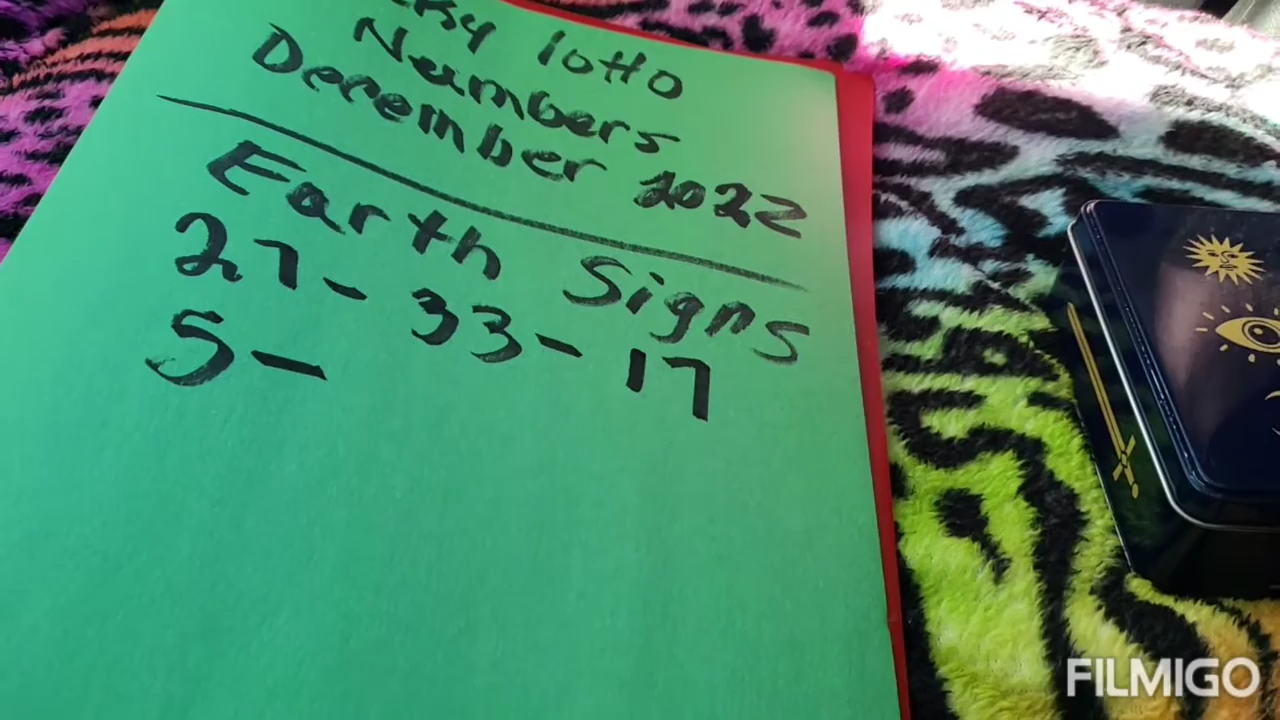 lotto
Numbers
December 2022
Earth Signs
27-33-17
5-
FILMIGO